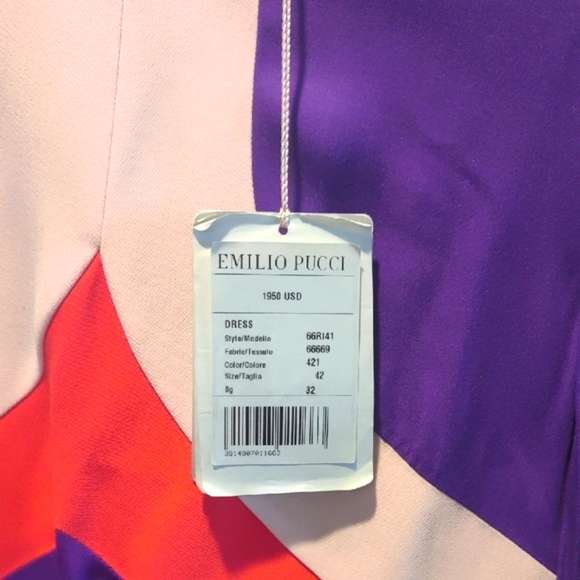 EMILIO PUCCI
1950 USD
DRESS
Style/Modello 66RI41
Fabric/Tessuto 66669
Color/Colore 421
Size/Taglia 42
Bg 32